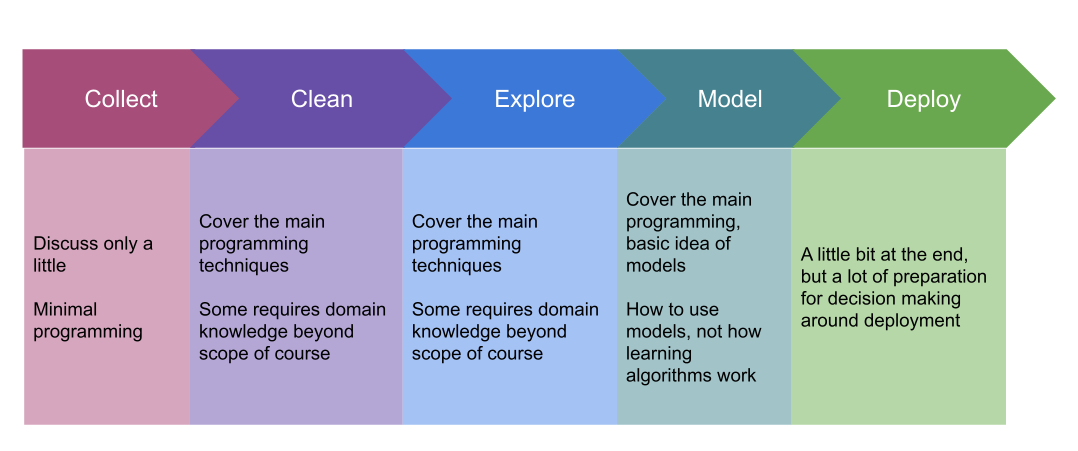 Collect
Clean
Explore
Model
Deploy
Discuss only a
little
Minimal
programming
Cover the main
programming
techniques
Some requires domain
knowledge beyond
scope of course
Cover the main
programming
techniques
Some requires domain
knowledge beyond
scope of course
Cover the main
programming,
basic idea of
models
How to use
models, not how
learning
algorithms work
A little bit at the end,
but a lot of preparation
for decision making
around deployment